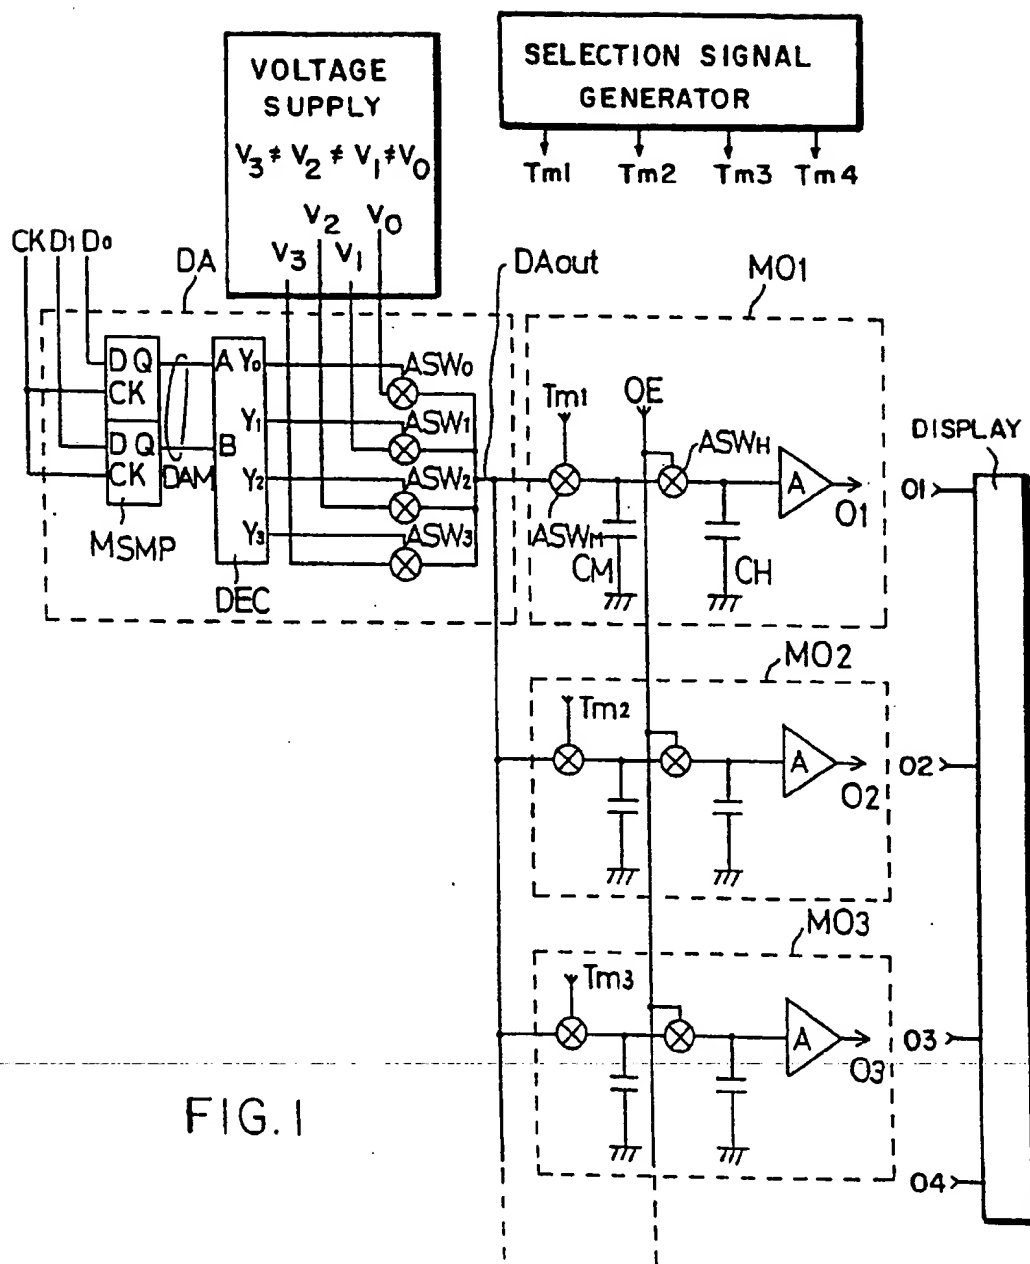 VOLTAGE
SUPPLY
V3 ≠ V2 ≠ V1 ≠ V0
V3
V2
V1
V0
SELECTION SIGNAL
GENERATOR
Tm1
Tm2
Tm3
Tm4
CK
D1
D0
DA
DAout
MO1
D Q
CK
D Q
CK
MSMP
DAM
A
B
Y0
Y1
Y2
Y3
DEC
ASW0
ASW1
ASW2
ASW3
Tm1
OE
ASWM
ASWH
CM
CH
A
O1
DISPLAY
O1
MO2
Tm2
A
O2
O2
MO3
Tm3
A
O3
O3
O4
FIG. 1